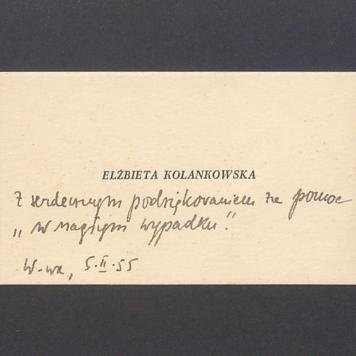 ELŻBIETA KOLANKOWSKA
Z serdecznym podziękowaniem za pomoc
„w nagłym wypadku."
W-wa, 5.II.55